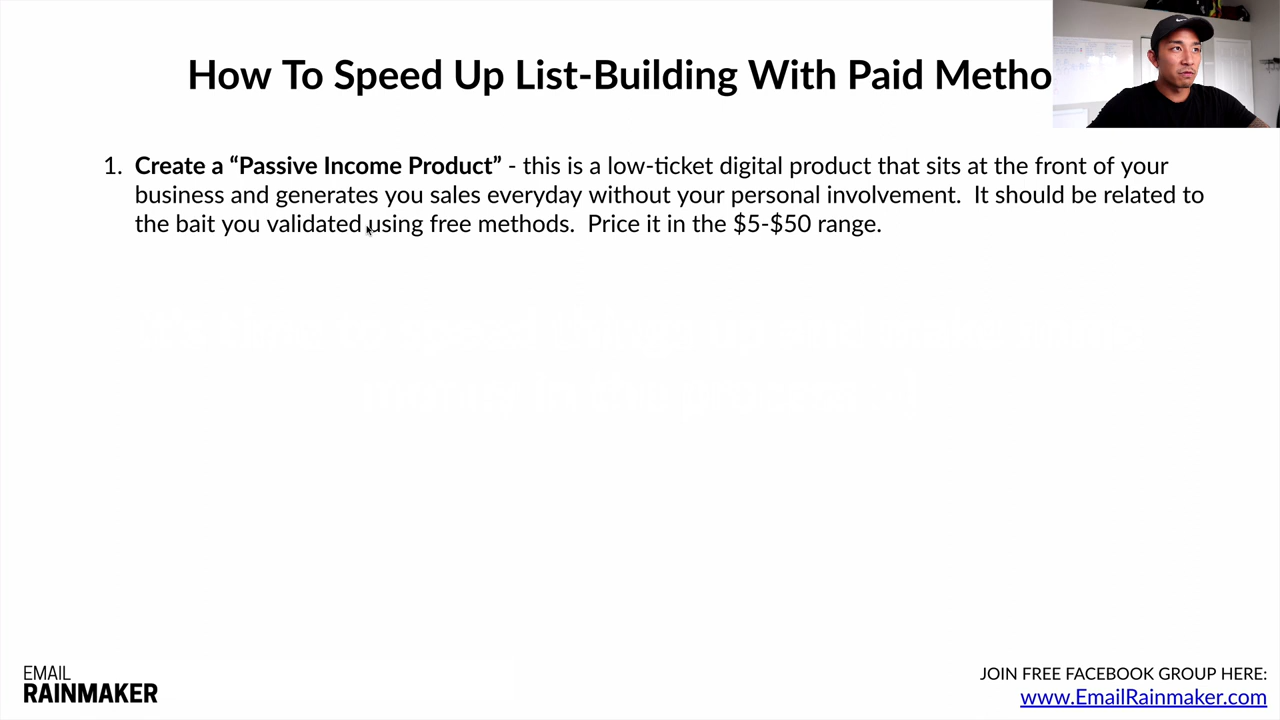 How To Speed Up List-Building With Paid Metho
1. Create a “Passive Income Product” - this is a low-ticket digital product that sits at the front of your
business and generates you sales everyday without your personal involvement.  It should be related to
the bait you validated using free methods.  Price it in the $5-$50 range.
EMAIL
RAINMAKER
JOIN FREE FACEBOOK GROUP HERE:
www.EmailRainmaker.com